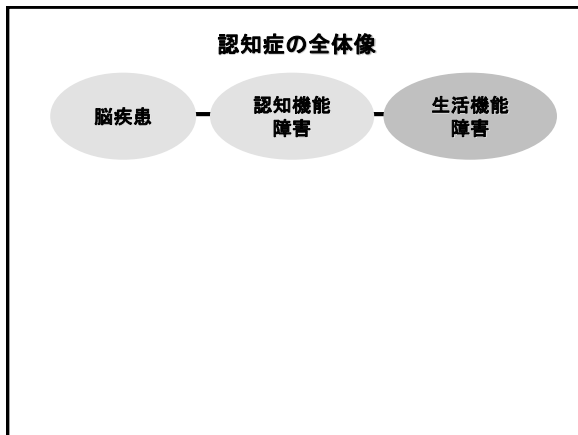 認知症の全体像
脳疾患
認知機能
障害
生活機能
障害